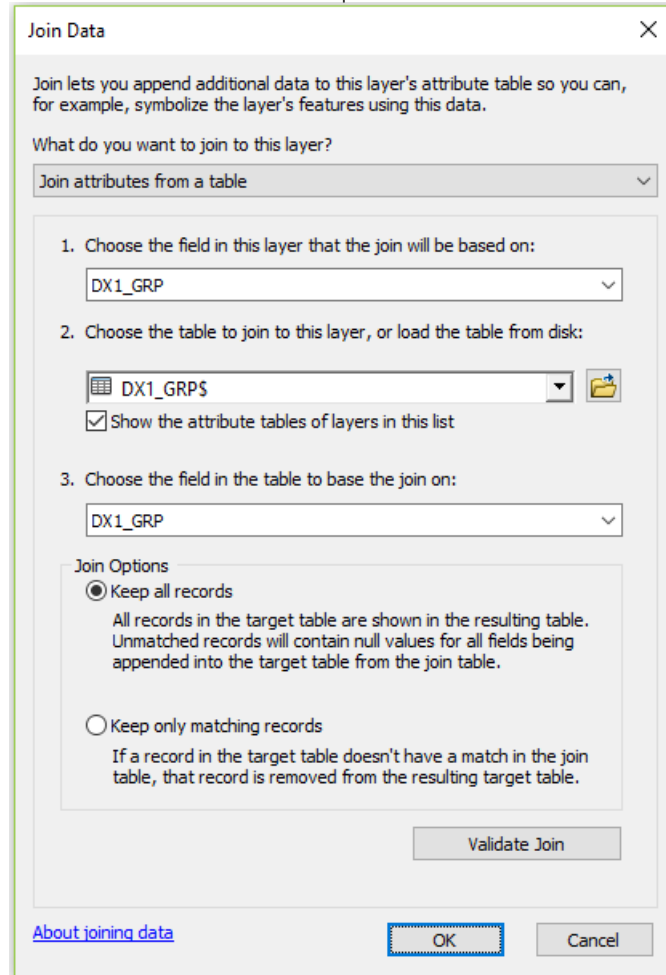 Join Data
Join lets you append additional data to this layer's attribute table so you can,
for example, symbolize the layer's features using this data.
What do you want to join to this layer?
Join attributes from a table
1. Choose the field in this layer that the join will be based on:
DX1_GRP
2. Choose the table to join to this layer, or load the table from disk:
DX1_GRP$
Show the attribute tables of layers in this list
3. Choose the field in the table to base the join on:
DX1_GRP
Join Options
Keep all records
All records in the target table are shown in the resulting table.
Unmatched records will contain null values for all fields being
appended into the target table from the join table.
Keep only matching records
If a record in the target table doesn't have a match in the join
table, that record is removed from the resulting target table.
Validate Join
About joining data
OK
Cancel